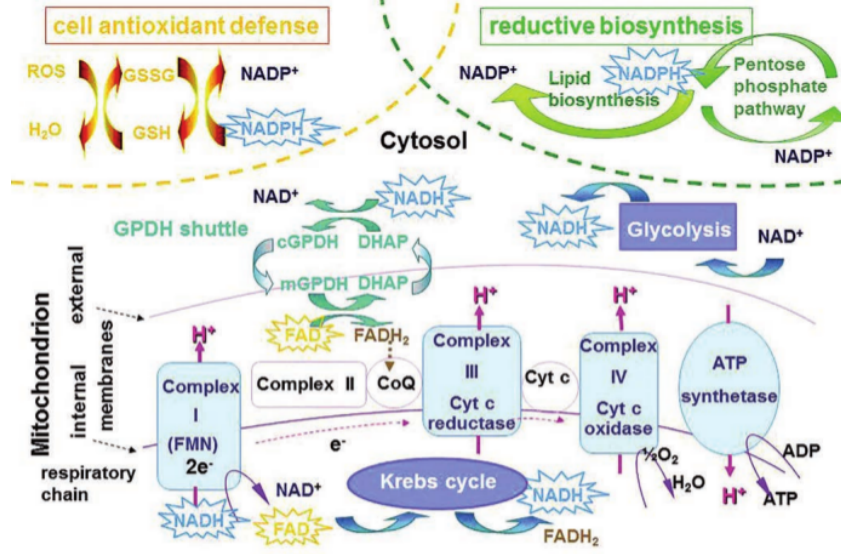 cell antioxidant defense
reductive biosynthesis
ROS
GSSG
NADP⁺
H₂O
GSH
NADPH
NADP⁺
Lipid
biosynthesis
NADPH
Pentose
phosphate
pathway
NADP⁺
Cytosol
NAD⁺
NADH
GPDH shuttle
cGPDH
DHAP
mGPDH
DHAP
FAD
FADH₂
NADH
Glycolysis
NAD⁺
Mitochondrion
external
internal
membranes
respiratory
chain
H⁺
Complex
I
(FMN)
2e⁻
NADH
NAD⁺
FAD
Complex II
CoQ
e⁻
H⁺
Complex
III
Cyt c
reductase
Cyt c
H⁺
Complex
IV
Cyt c
oxidase
½O₂
H₂O
ATP
synthetase
H⁺
ADP
ATP
Krebs cycle
NADH
FADH₂